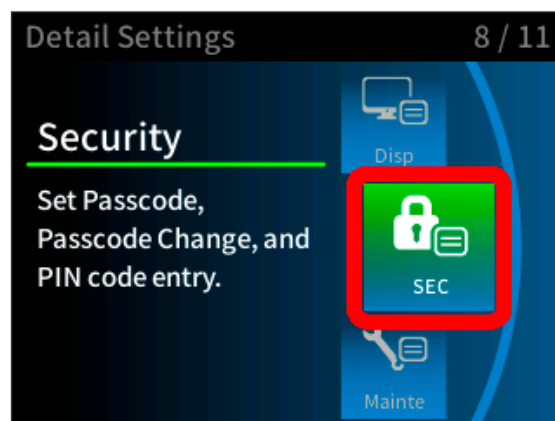 Detail Settings 8 / 11
Security
Set Passcode,
Passcode Change, and
PIN code entry.
Disp
SEC
Mainte